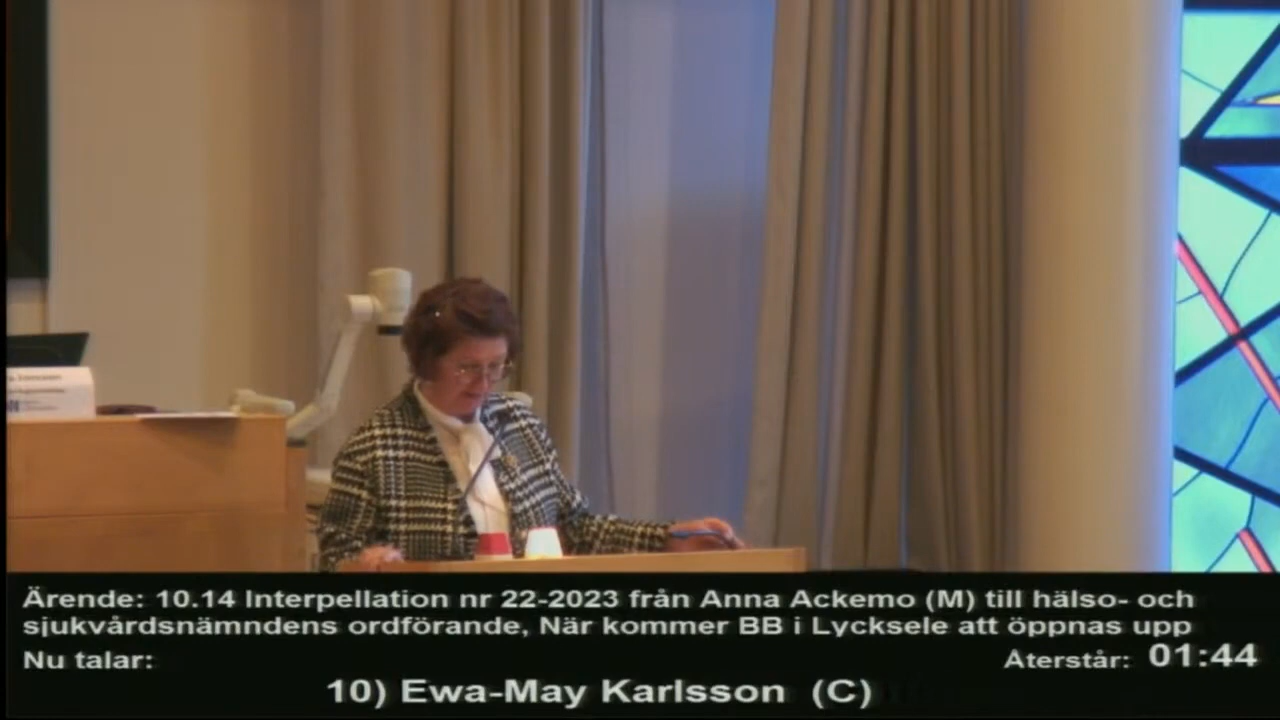 Ärende: 10.14 Interpellation nr 22-2023 från Anna Ackemo (M) till hälso- och
sjukvårdsnämndens ordförande, När kommer BB i Lycksele att öppnas upp
Nu talar:
Återstår: 01:44
10) Ewa-May Karlsson (C)